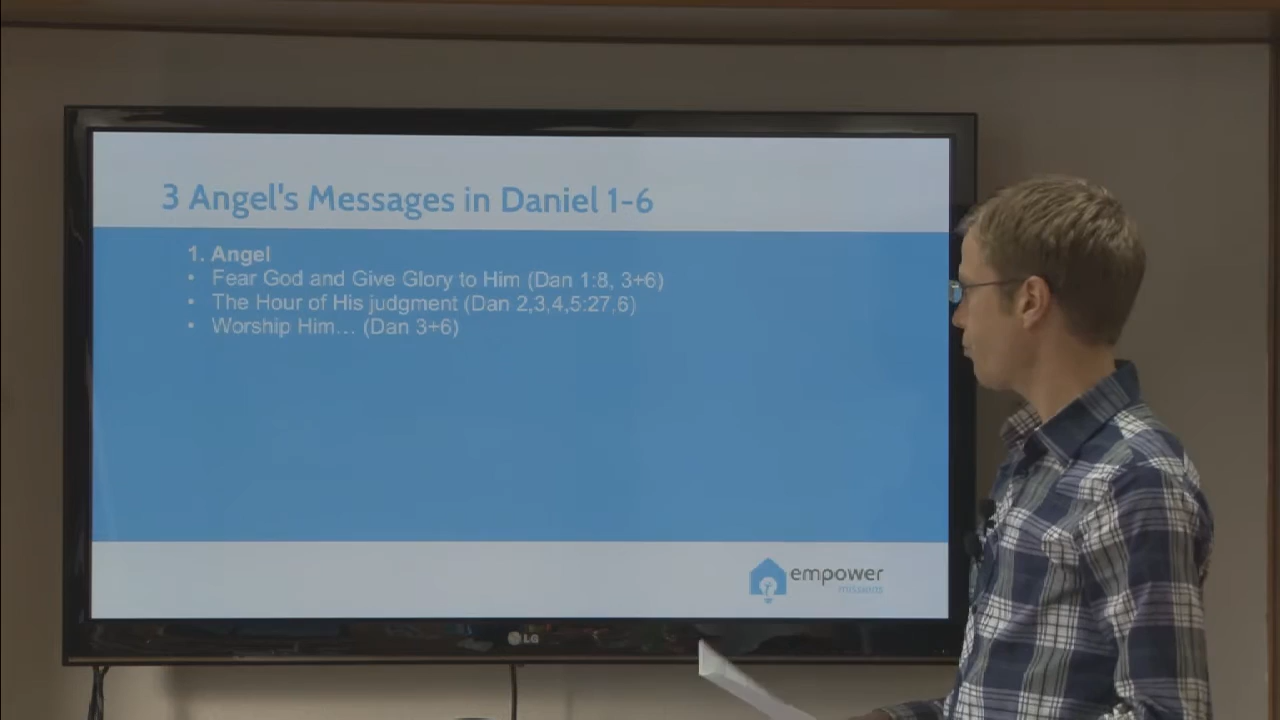 3 Angel's Messages in Daniel 1-6
1. Angel
• Fear God and Give Glory to Him (Dan 1:8, 3+6)
• The Hour of His judgment (Dan 2,3,4,5:27,6)
• Worship Him... (Dan 3+6)
empower
missions
LG